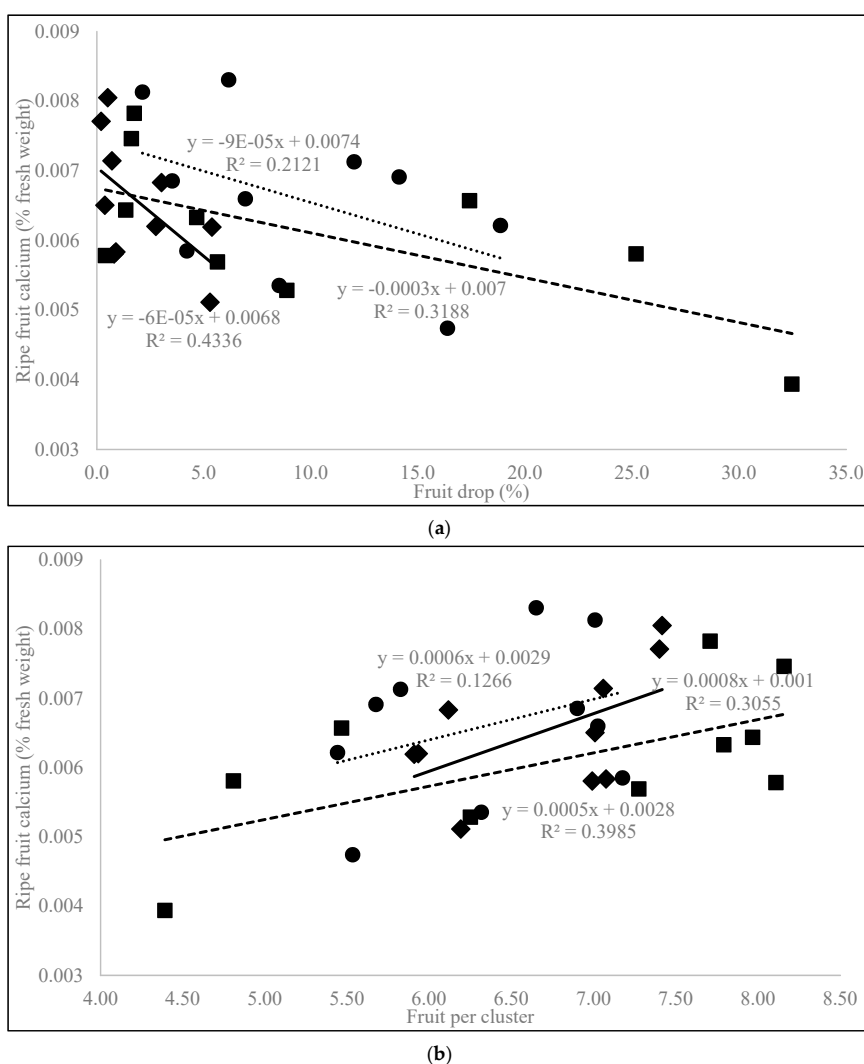 0.009
0.008
0.007
0.006
0.005
0.004
0.003
Ripe fruit calcium (% fresh weight)
y = -9E-05x + 0.0074
R² = 0.2121
y = -0.0003x + 0.007
R² = 0.3188
y = -6E-05x + 0.0068
R² = 0.4336
0.0 5.0 10.0 15.0 20.0 25.0 30.0 35.0
Fruit drop (%)
(a)
0.009
0.008
0.007
0.006
0.005
0.004
0.003
Ripe fruit calcium (% fresh weight)
y = 0.0006x + 0.0029
R² = 0.1266
y = 0.0008x + 0.001
R² = 0.3055
y = 0.0005x + 0.0028
R² = 0.3985
4.00 4.50 5.00 5.50 6.00 6.50 7.00 7.50 8.00 8.50
Fruit per cluster
(b)